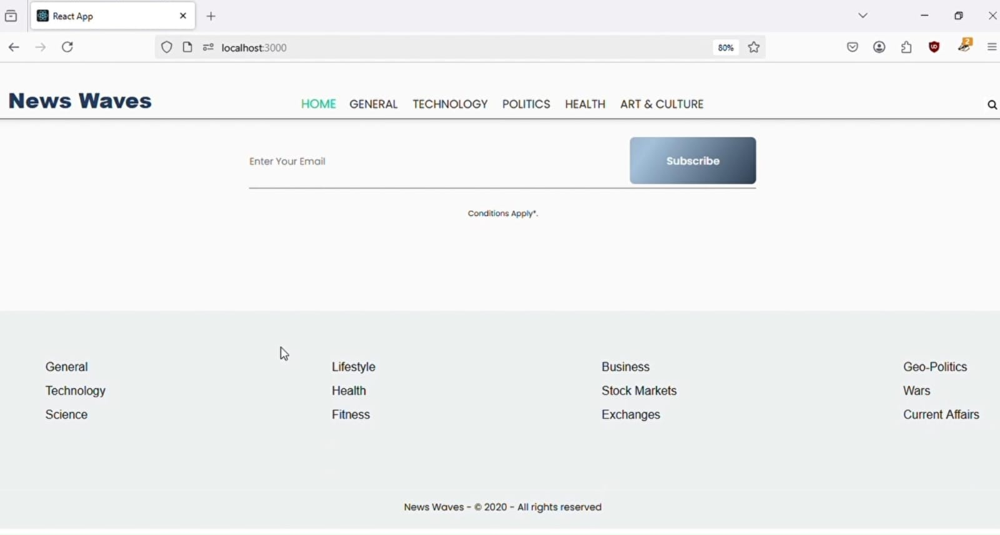 React App
localhost:3000
80%
2
News Waves
HOME GENERAL TECHNOLOGY POLITICS HEALTH ART & CULTURE
Enter Your Email
Subscribe
Conditions Apply*.
General Lifestyle Business Geo-Politics
Technology Health Stock Markets Wars
Science Fitness Exchanges Current Affairs
News Waves - © 2020 - All rights reserved